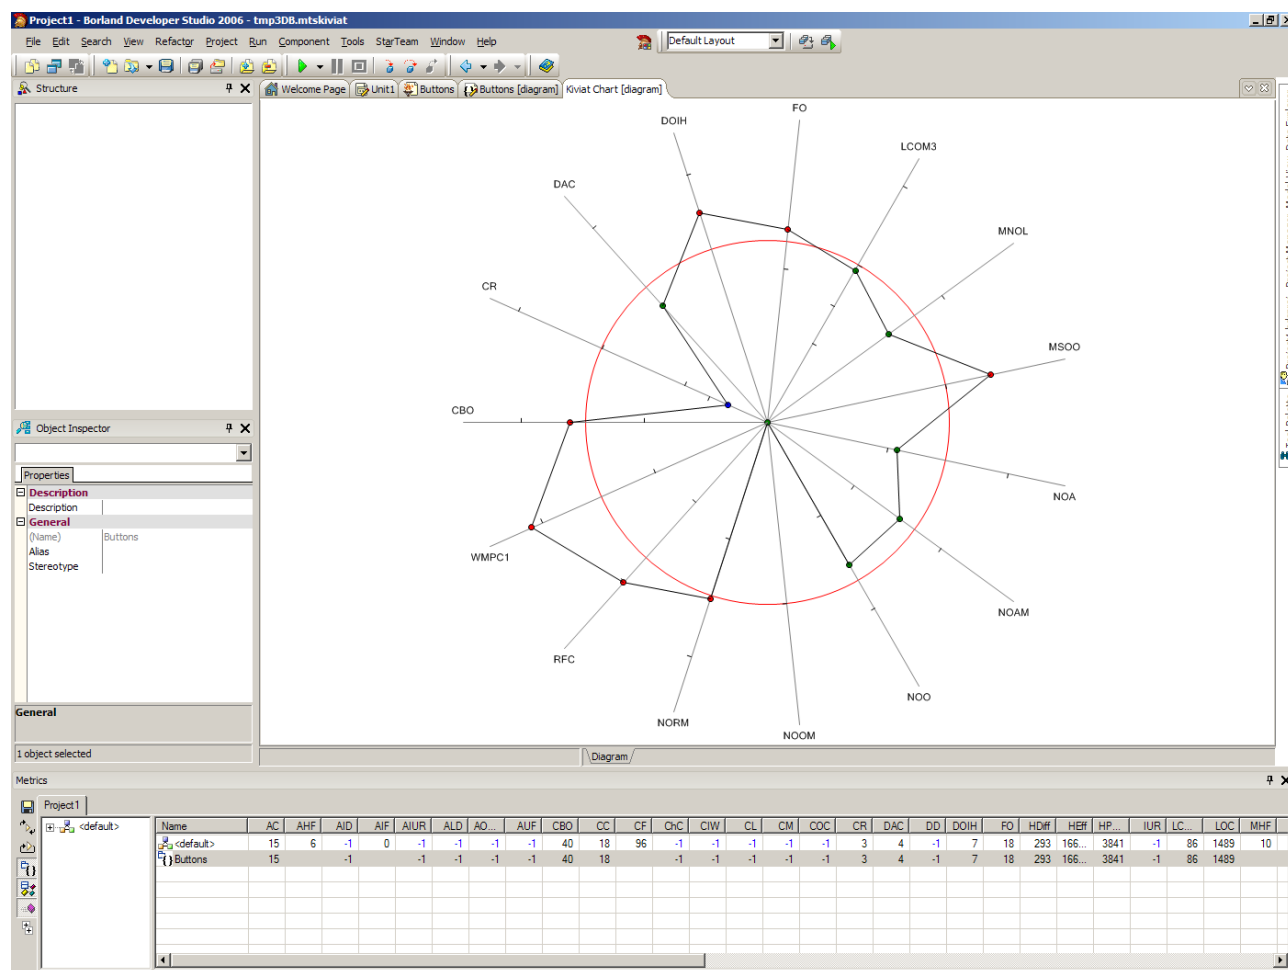 Project1 - Borland Developer Studio 2006 - tmp3DB.mtskiviat
File Edit Search View Refactor Project Run Component Tools StarTeam Window Help
Default Layout
Structure
Welcome Page Unit1 Buttons Buttons [diagram] Kiviat Chart [diagram]
FO
DOIH
LCOM3
DAC
MNOL
CR
MSOO
CBO
NOA
WMPC1
NOAM
RFC
NOO
NORM
NOOM
Object Inspector
Properties
Description
Description
General
(Name) Buttons
Alias
Stereotype
General
1 object selected
Diagram
Metrics
Project1
<default>
Name AC AHF AID AIF AIUR ALD AO... AUF CBO CC CF ChC CIW CL CM COC CR DAC DD DOIH FO HDiff HEff HP... IUR LC... LOC MHF
<default> 15 6 -1 0 -1 -1 -1 -1 40 18 96 -1 -1 -1 -1 -1 3 4 -1 7 18 293 166... 3841 -1 86 1489 10
Buttons 15 -1 -1 -1 -1 -1 40 18 -1 -1 -1 -1 -1 3 4 -1 7 18 293 166... 3841 -1 86 1489